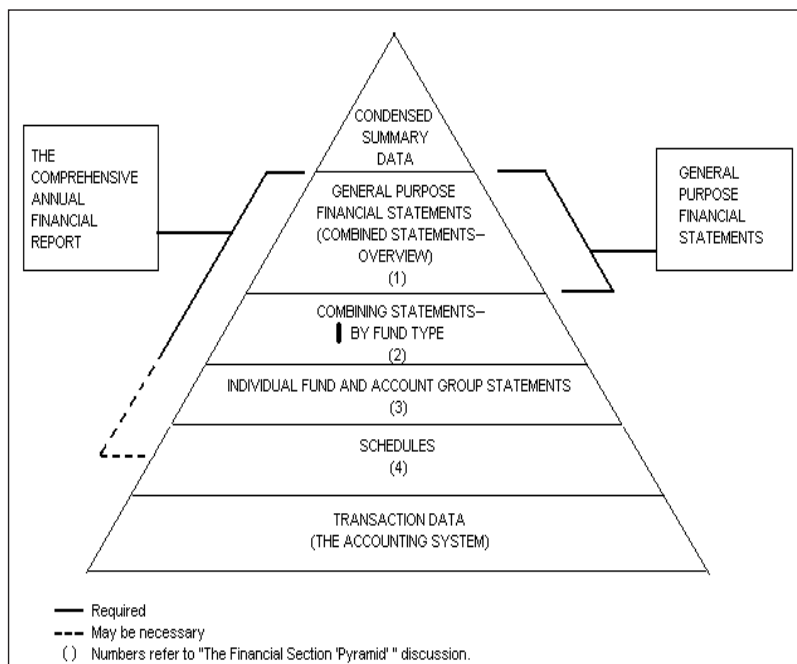 CONDENSED
SUMMARY
DATA
THE
COMPREHENSIVE
ANNUAL
FINANCIAL
REPORT
GENERAL PURPOSE
FINANCIAL STATEMENTS
(COMBINED STATEMENTS–
OVERVIEW)
(1)
GENERAL
PURPOSE
FINANCIAL
STATEMENTS
COMBINING STATEMENTS–
BY FUND TYPE
(2)
INDIVIDUAL FUND AND ACCOUNT GROUP STATEMENTS
(3)
SCHEDULES
(4)
TRANSACTION DATA
(THE ACCOUNTING SYSTEM)
Required
May be necessary
( ) Numbers refer to "The Financial Section 'Pyramid' " discussion.